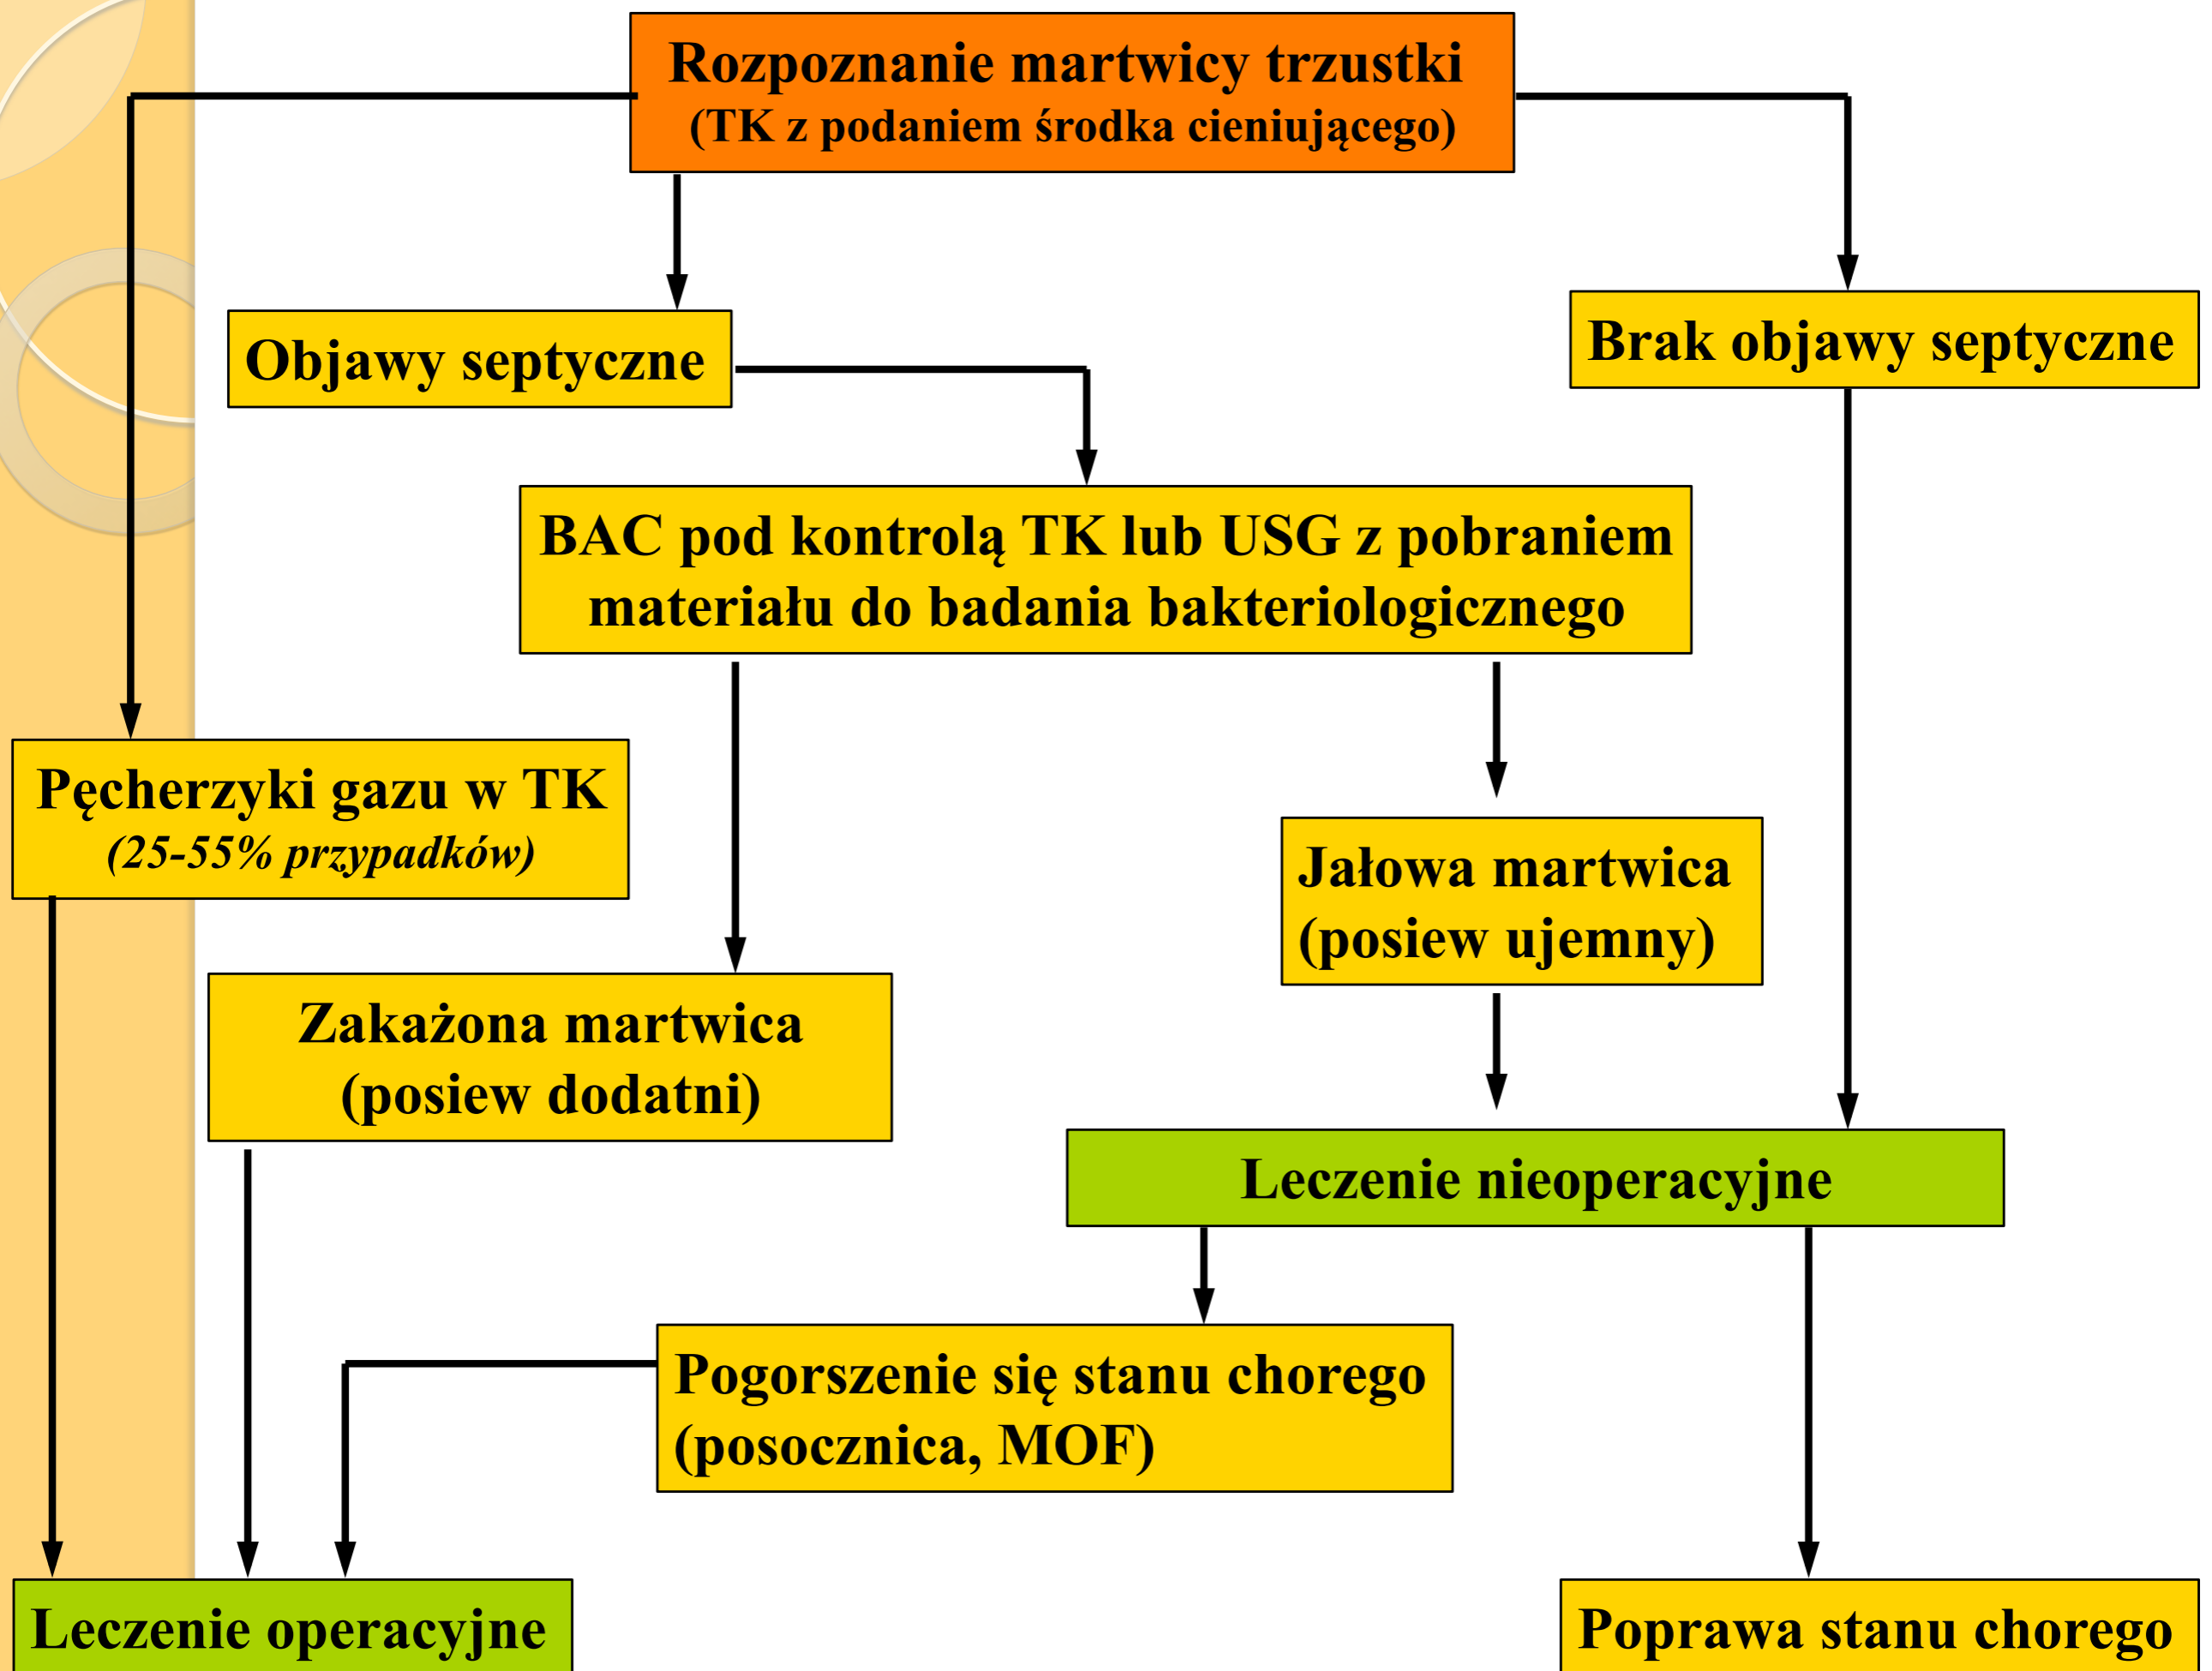 Rozpoznanie martwicy trzustki
(TK z podaniem środka cieniującego)
Objawy septyczne
Brak objawy septyczne
BAC pod kontrolą TK lub USG z pobraniem
materiału do badania bakteriologicznego
Pęcherzyki gazu w TK
(25-55% przypadków)
Jałowa martwica
(posiew ujemny)
Zakażona martwica
(posiew dodatni)
Leczenie nieoperacyjne
Pogorszenie się stanu chorego
(posocznica, MOF)
Leczenie operacyjne
Poprawa stanu chorego